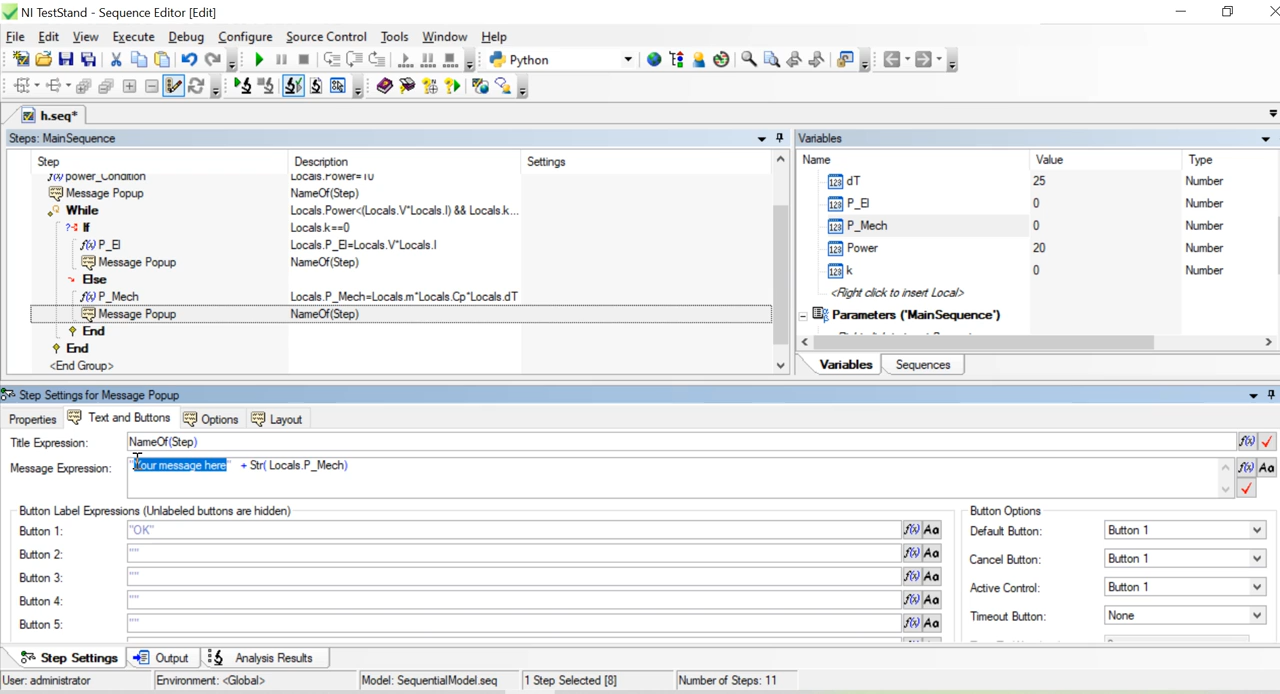 NI TestStand - Sequence Editor [Edit]
File Edit View Execute Debug Configure Source Control Tools Window Help
Python
h.seq*
Steps: MainSequence
Variables
Step Description Settings
Name Value Type
power_Condition Locals.Power=10
dT 25 Number
Message Popup NameOf(Step)
P_El 0 Number
While Locals.Power<(Locals.V*Locals.I) && Locals.k...
P_Mech 0 Number
If Locals.k==0
P_El Locals.P_El=Locals.V*Locals.I
Power 20 Number
Message Popup NameOf(Step)
k 0 Number
Else
<Right click to insert Local>
P_Mech Locals.P_Mech=Locals.m*Locals.Cp*Locals.dT
Message Popup NameOf(Step)
Parameters ('MainSequence')
End
End
<End Group>
Variables Sequences
Step Settings for Message Popup
Properties Text and Buttons Options Layout
Title Expression: NameOf(Step)
Message Expression: "Your message here" + Str( Locals.P_Mech)
Button Label Expressions (Unlabeled buttons are hidden)
Button Options
Button 1: "OK"
Default Button: Button 1
Button 2: ""
Cancel Button: Button 1
Button 3: ""
Active Control: Button 1
Button 4: ""
Timeout Button: None
Button 5: ""
Step Settings Output Analysis Results
User: administrator Environment: <Global> Model: SequentialModel.seq 1 Step Selected [8] Number of Steps: 11